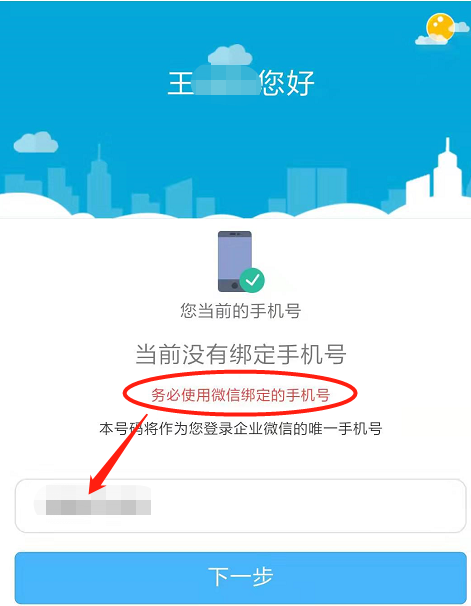 王 您好
您当前的手机号
当前没有绑定手机号
务必使用微信绑定的手机号
本号码将作为您登录企业微信的唯一手机号
下一步